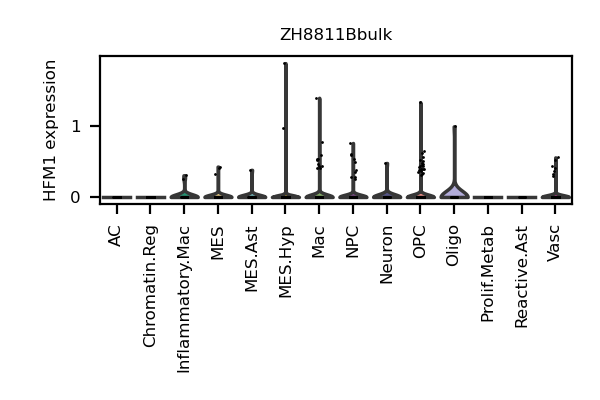 ZH8811Bbulk
HFM1 expression
1
0
AC
Chromatin.Reg
Inflammatory.Mac
MES
MES.Ast
MES.Hyp
Mac
NPC
Neuron
OPC
Oligo
Prolif.Metab
Reactive.Ast
Vasc